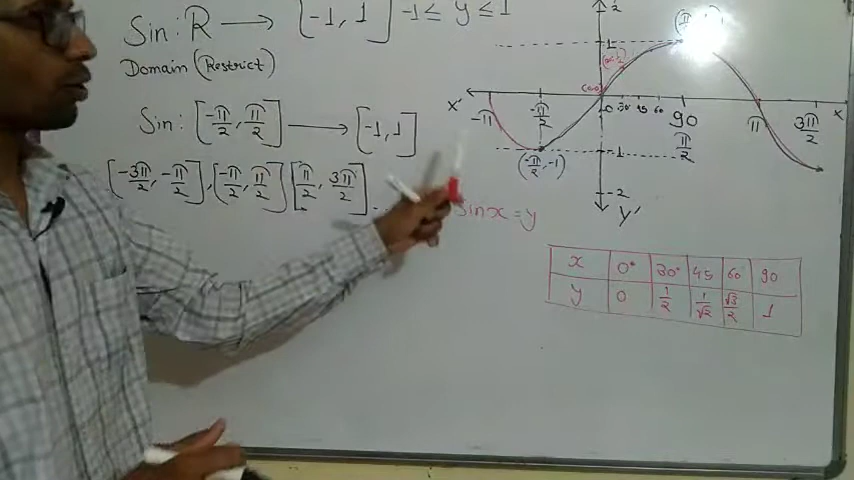 Sin: R → [-1, 1] -1 ≤ y ≤ 1
Domain (Restrict)
Sin: [-π/2, π/2] → [-1, 1]
[-3π/2, -π/2], [-π/2, π/2] [π/2, 3π/2] ...
Sinx = y
2
1
(0,0)
X' -π -π/2 0 30 45 60 90 π/2 π 3π/2 X
(-π/2, -1)
-1
-2
Y'
x 0° 30° 45 60 90
y 0 1/2 1/√2 √3/2 1